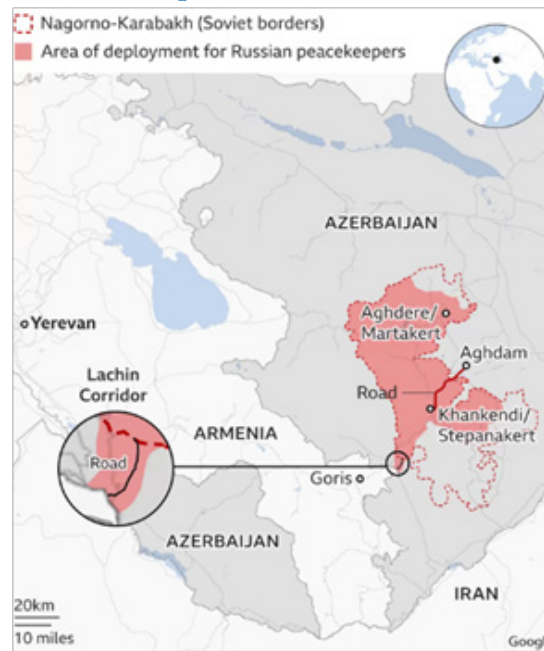 Nagorno-Karabakh (Soviet borders)
Area of deployment for Russian peacekeepers
AZERBAIJAN
Aghdere/
Martakert
Yerevan
Aghdam
Lachin
Corridor
Road
Khankendi/
Stepanakert
ARMENIA
Road
Goris
AZERBAIJAN
IRAN
20km
10 miles
Googl